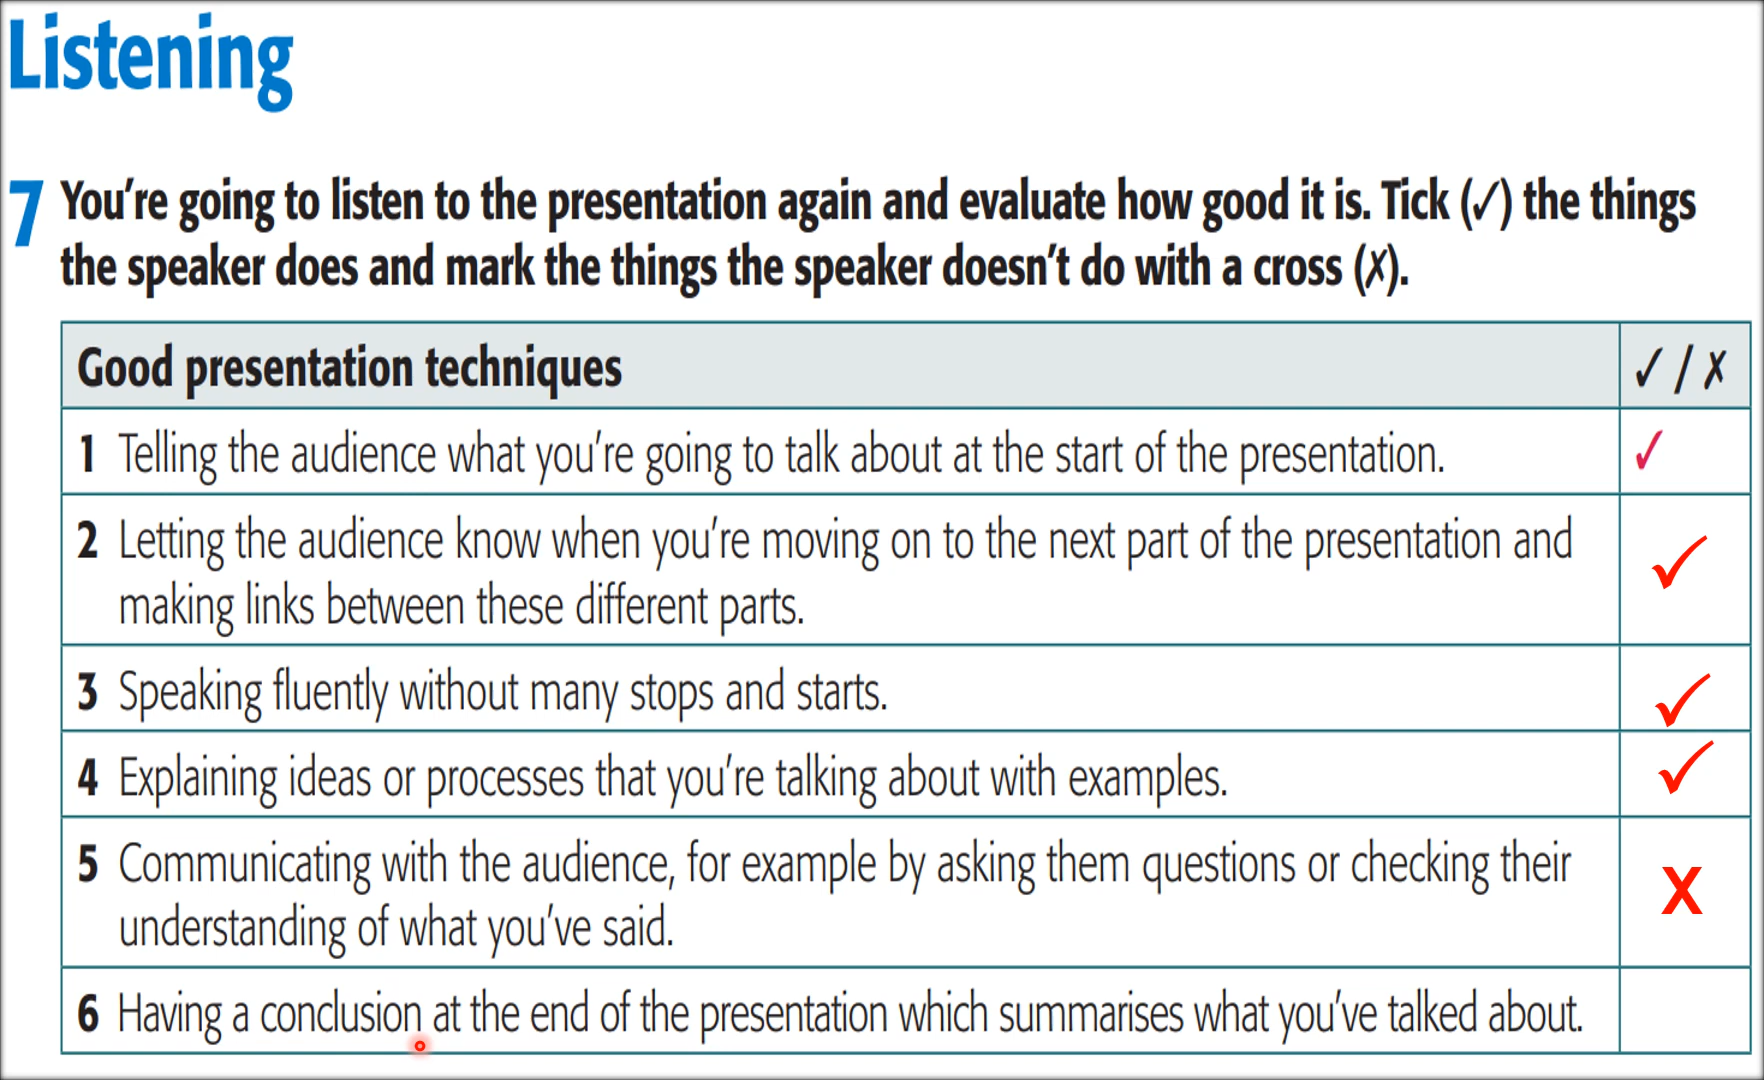 Listening
7 You're going to listen to the presentation again and evaluate how good it is. Tick (✓) the things
the speaker does and mark the things the speaker doesn't do with a cross (✗).
Good presentation techniques ✓ / ✗
1 Telling the audience what you're going to talk about at the start of the presentation. ✓
2 Letting the audience know when you're moving on to the next part of the presentation and
making links between these different parts. ✓
3 Speaking fluently without many stops and starts. ✓
4 Explaining ideas or processes that you're talking about with examples. ✓
5 Communicating with the audience, for example by asking them questions or checking their
understanding of what you've said. X
6 Having a conclusion at the end of the presentation which summarises what you've talked about.